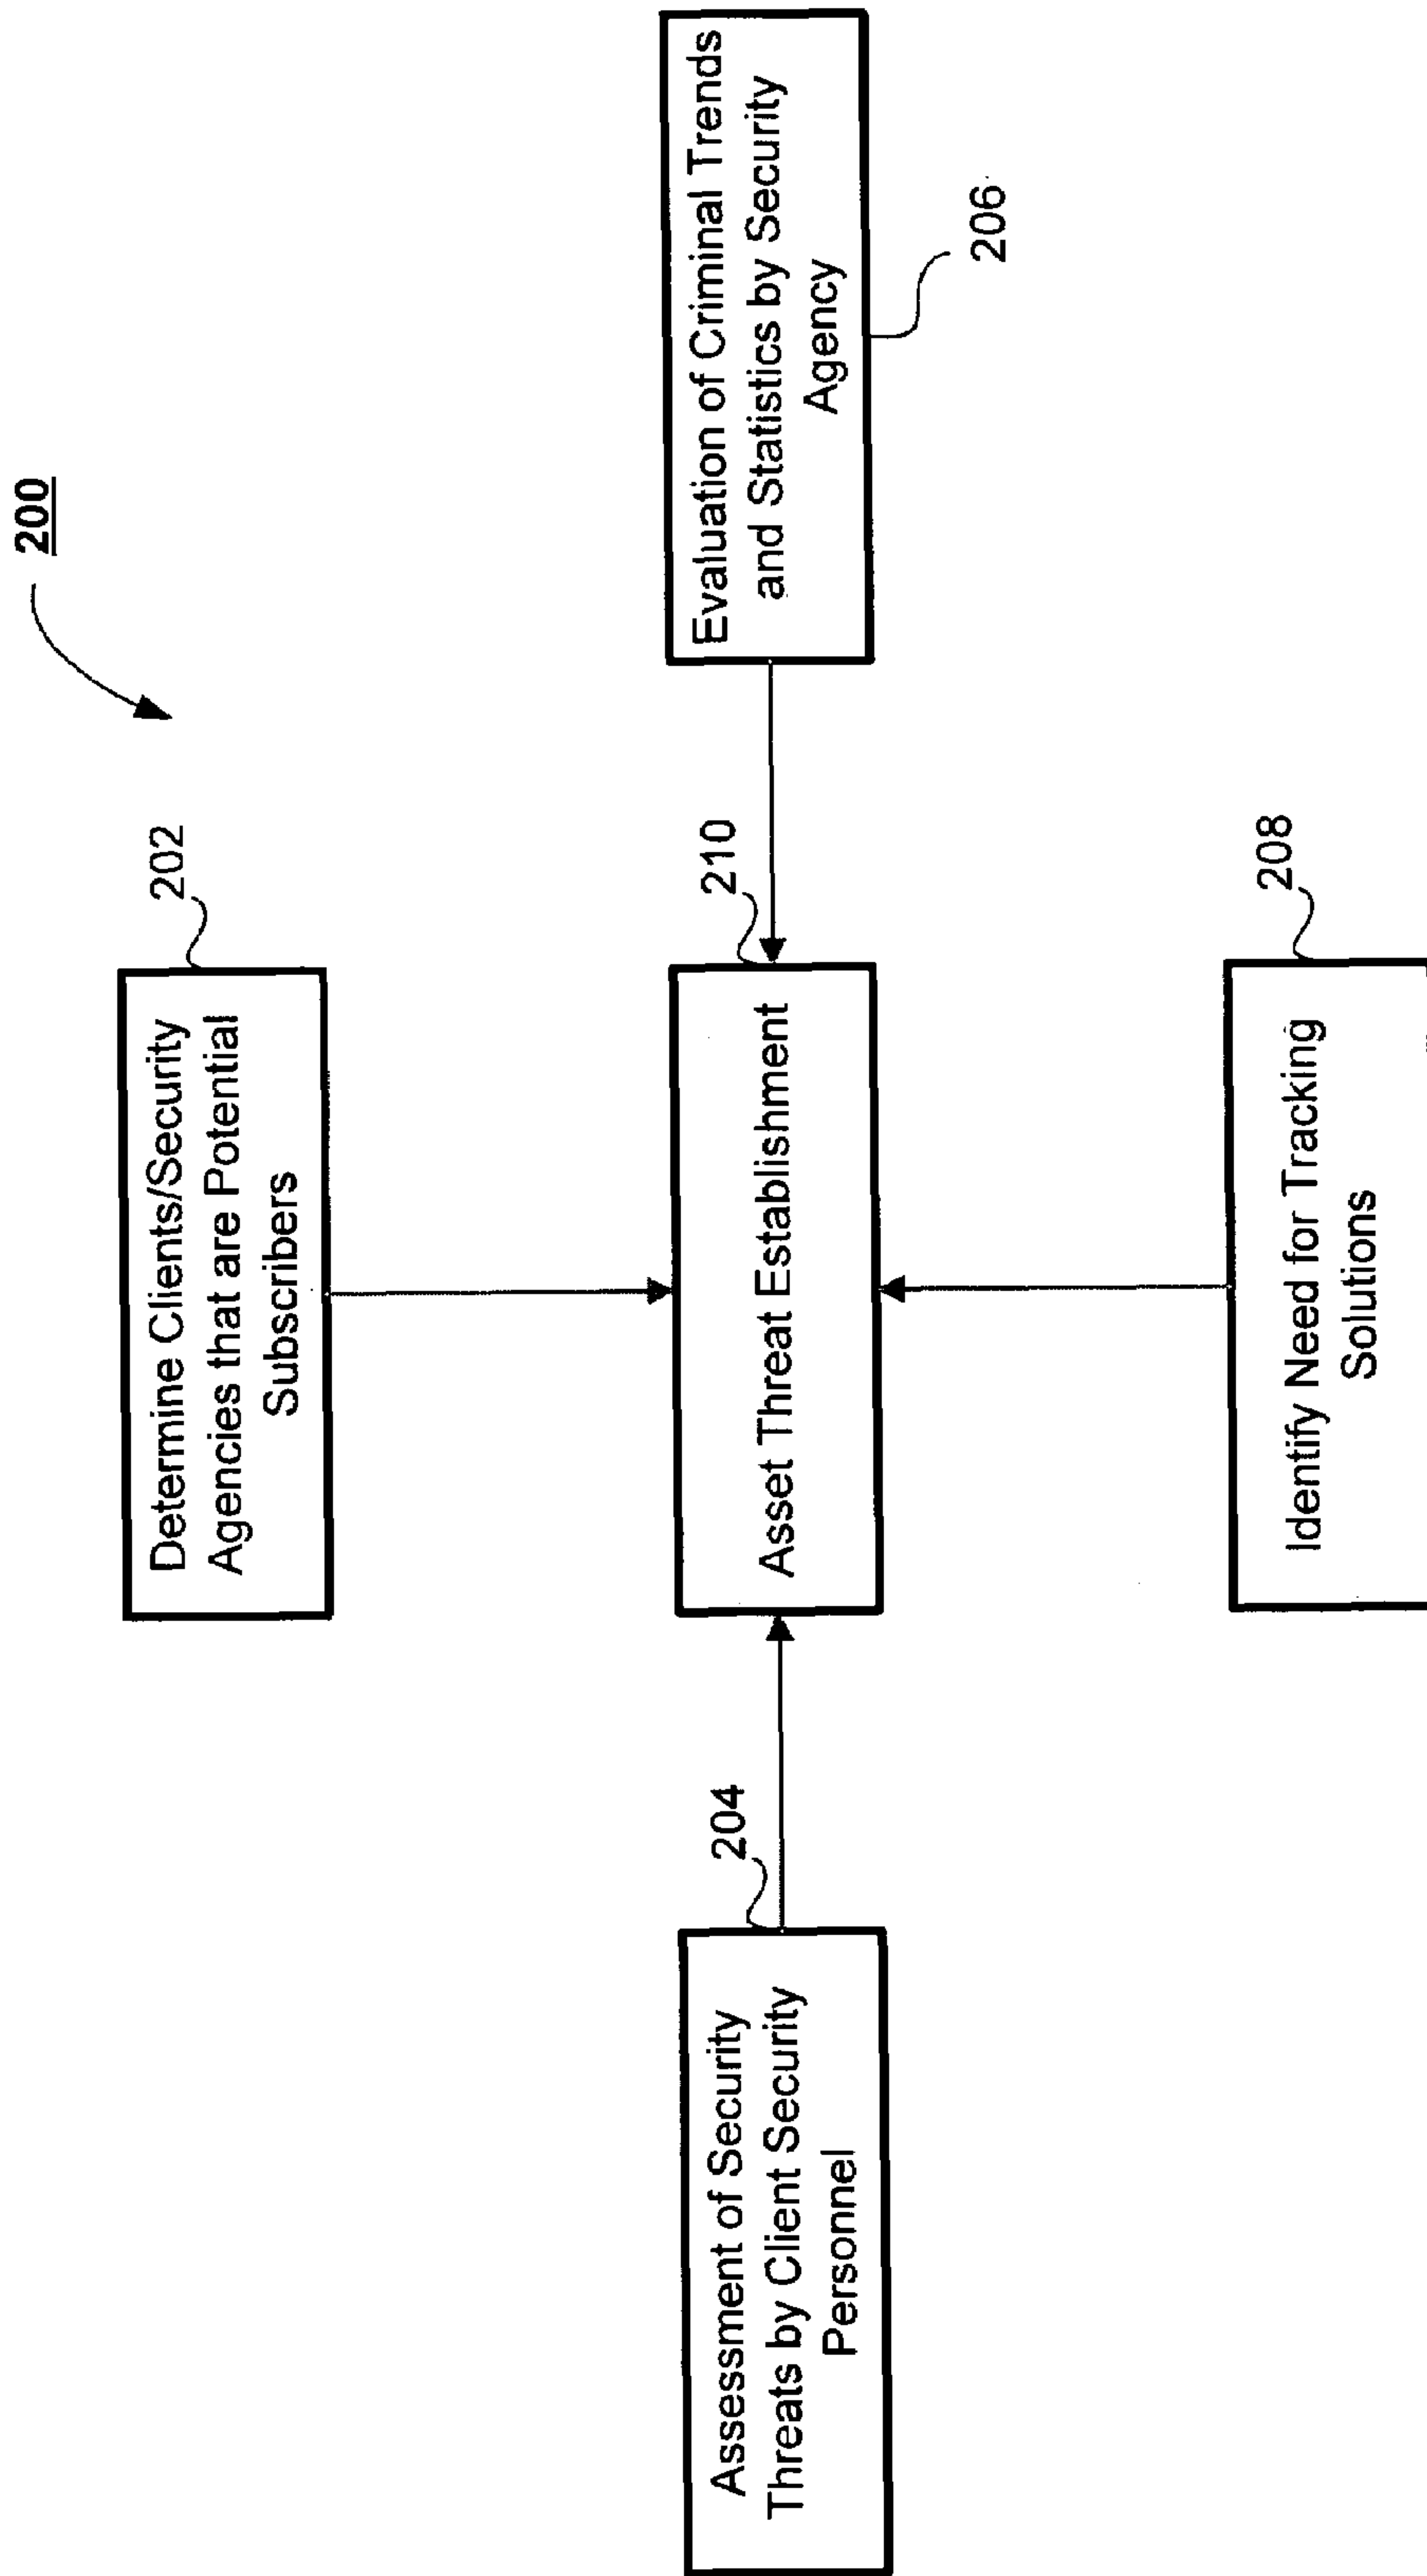 200
202
Determine Clients/Security
Agencies that are Potential
Subscribers
204
Assessment of Security
Threats by Client Security
Personnel
210
Asset Threat Establishment
Evaluation of Criminal Trends
and Statistics by Security
Agency
206
208
Identify Need for Tracking
Solutions